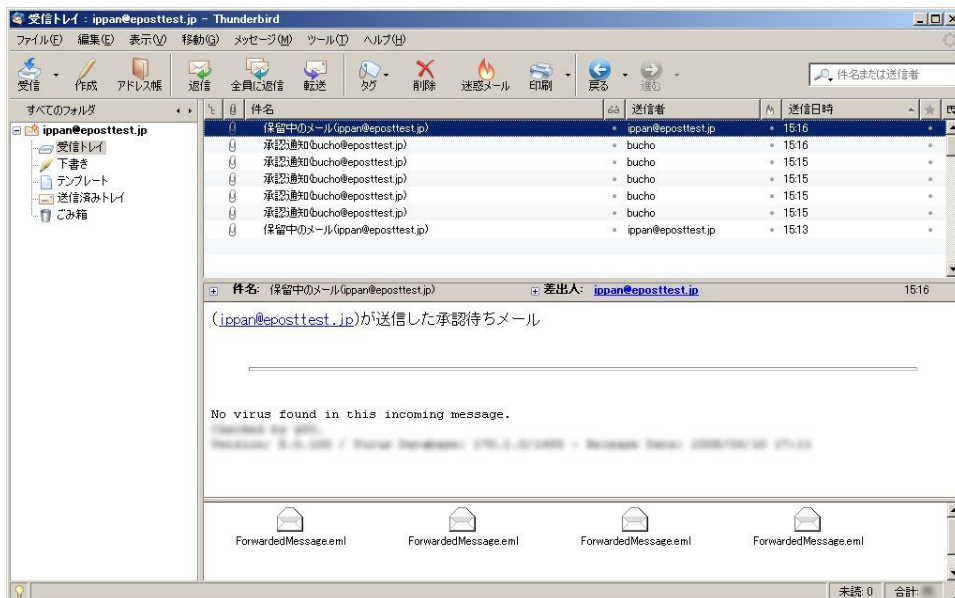 受信トレイ : ippan@eposttest.jp - Thunderbird
ファイル(F) 編集(E) 表示(V) 移動(G) メッセージ(M) ツール(T) ヘルプ(H)
受信 作成 アドレス帳 返信 全員に返信 転送 タグ 削除 迷惑メール 印刷 戻る 進む 件名または送信者
すべてのフォルダ
ippan@eposttest.jp
受信トレイ
下書き
テンプレート
送信済みトレイ
ごみ箱
件名 送信者 送信日時
保留中のメール(ippan@eposttest.jp) ippan@eposttest.jp 15:16
承認通知(bucho@eposttest.jp) bucho 15:16
承認通知(bucho@eposttest.jp) bucho 15:15
承認通知(bucho@eposttest.jp) bucho 15:15
承認通知(bucho@eposttest.jp) bucho 15:15
承認通知(bucho@eposttest.jp) bucho 15:15
保留中のメール(ippan@eposttest.jp) ippan@eposttest.jp 15:13
件名: 保留中のメール(ippan@eposttest.jp) 差出人: ippan@eposttest.jp 15:16
(ippan@eposttest.jp)が送信した承認待ちメール
No virus found in this incoming message.
ForwardedMessage.eml ForwardedMessage.eml ForwardedMessage.eml ForwardedMessage.eml
未読: 0 合計: